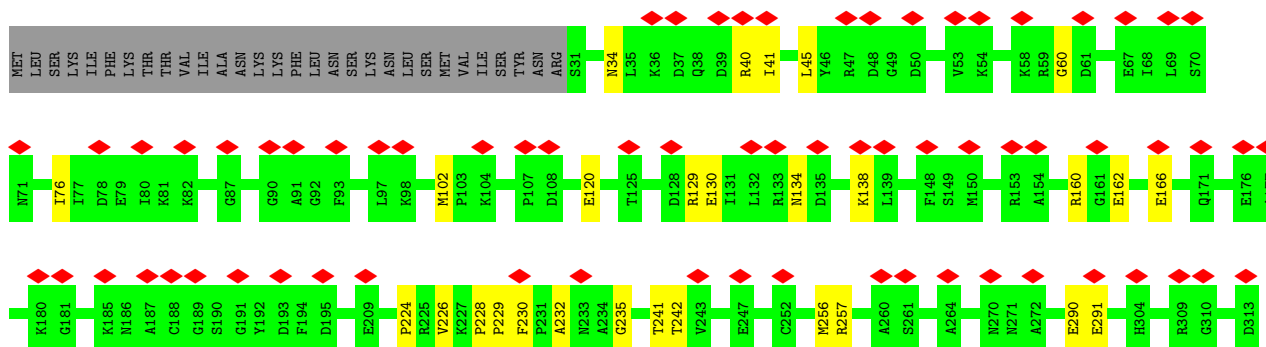 MET LEU SER LYS ILE PHE LYS THR THR VAL ILE ALA ASN LYS LYS PHE LEU ASN SER LYS ASN LEU SER MET VAL ILE SER TYR ASN ARG S31 N34 L35 K36 D37 Q38 D39 R40 I41 L45 Y46 R47 D48 G49 D50 V53 K54 K58 R59 G60 D61 E67 I68 L69 S70
N71 I76 I77 D78 E79 I80 K81 K82 G87 G90 A91 G92 F93 L97 K98 M102 P103 K104 P107 D108 E120 T125 D128 R129 E130 I131 L132 R133 N134 D135 K138 L139 F148 S149 M150 R153 A154 R160 G161 E162 E166 Q171 E176
K180 G181 K185 N186 A187 C188 G189 S190 G191 Y192 D193 F194 D195 E209 P224 R225 V226 K227 P228 P229 F230 P231 A232 N233 A234 G235 T241 T242 V243 E247 C252 M256 R257 A260 S261 A264 N270 N271 A272 E290 E291 H304 R309 G310 D313